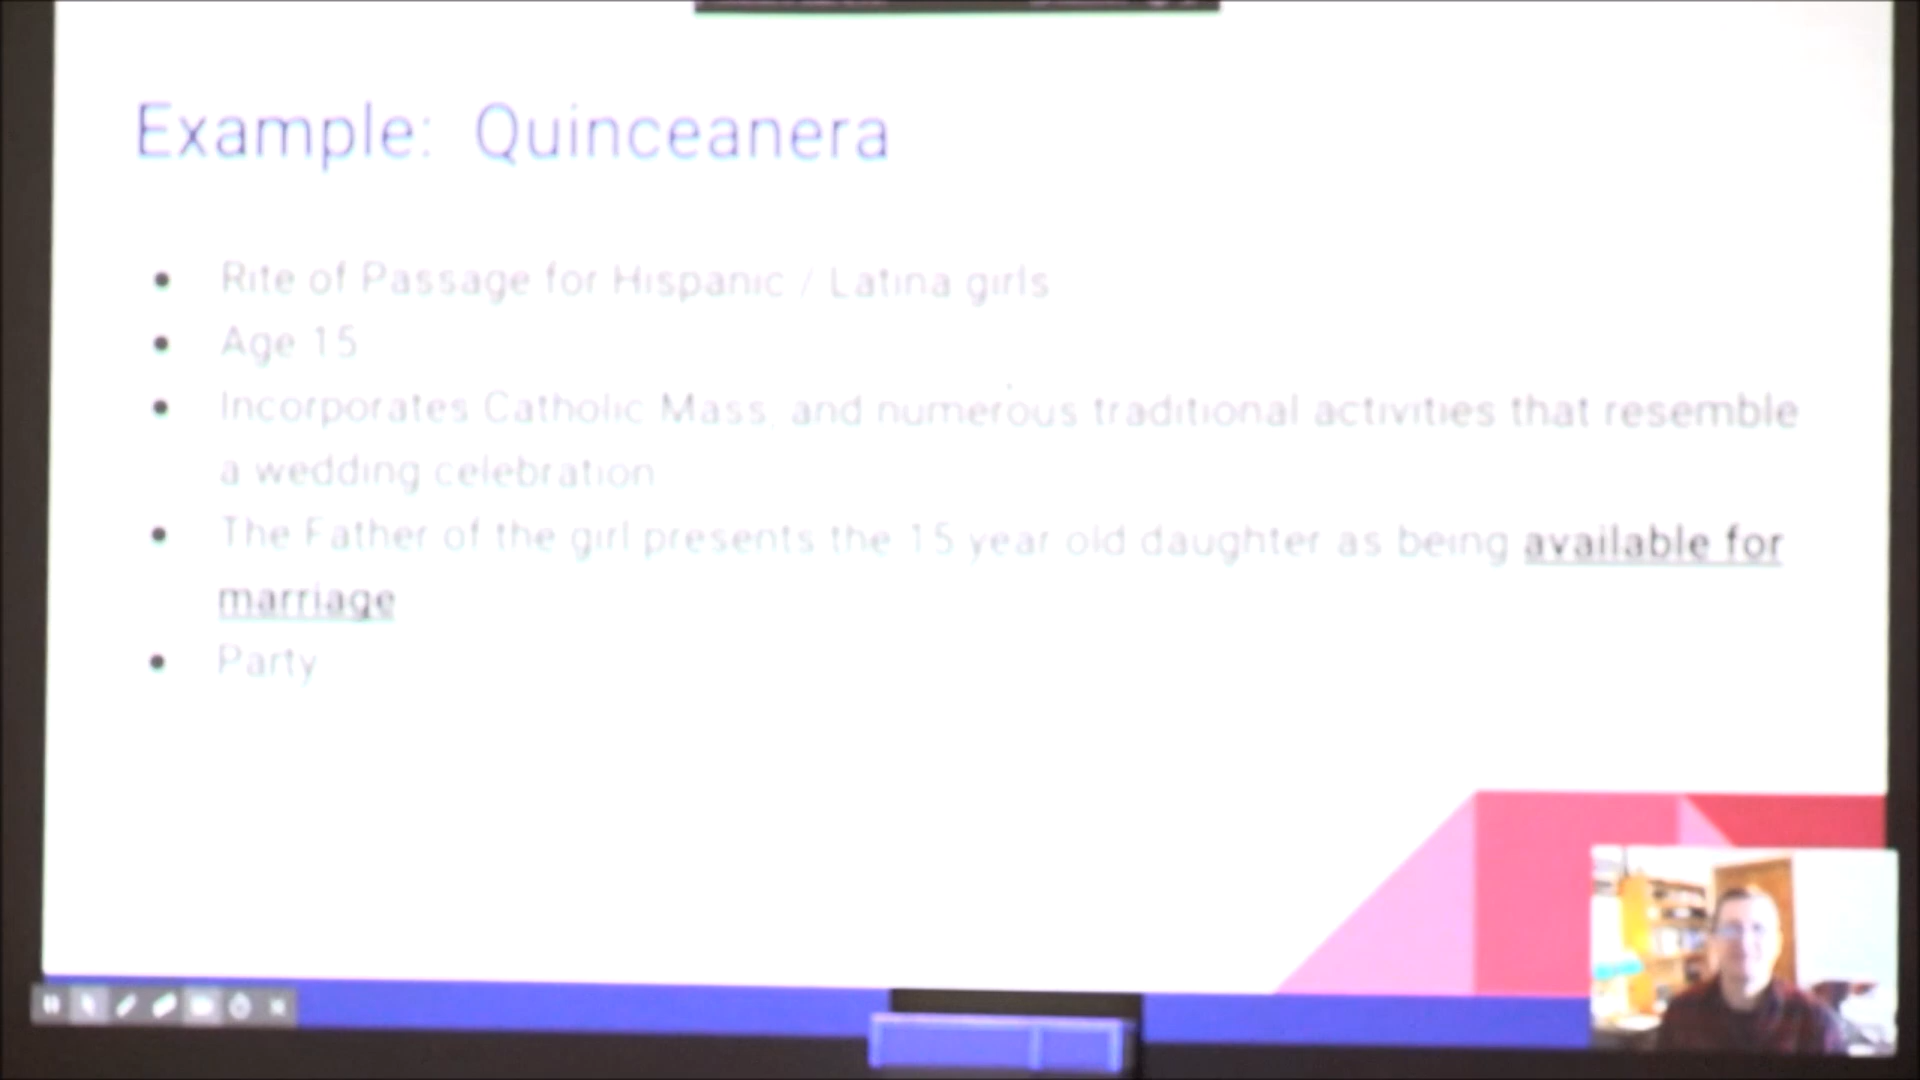 Example: Quinceanera
Rite of Passage for Hispanic / Latina girls
Age 15
Incorporates Catholic Mass, and numerous traditional activities that resemble
a wedding celebration
The Father of the girl presents the 15 year old daughter as being available for
marriage
Party